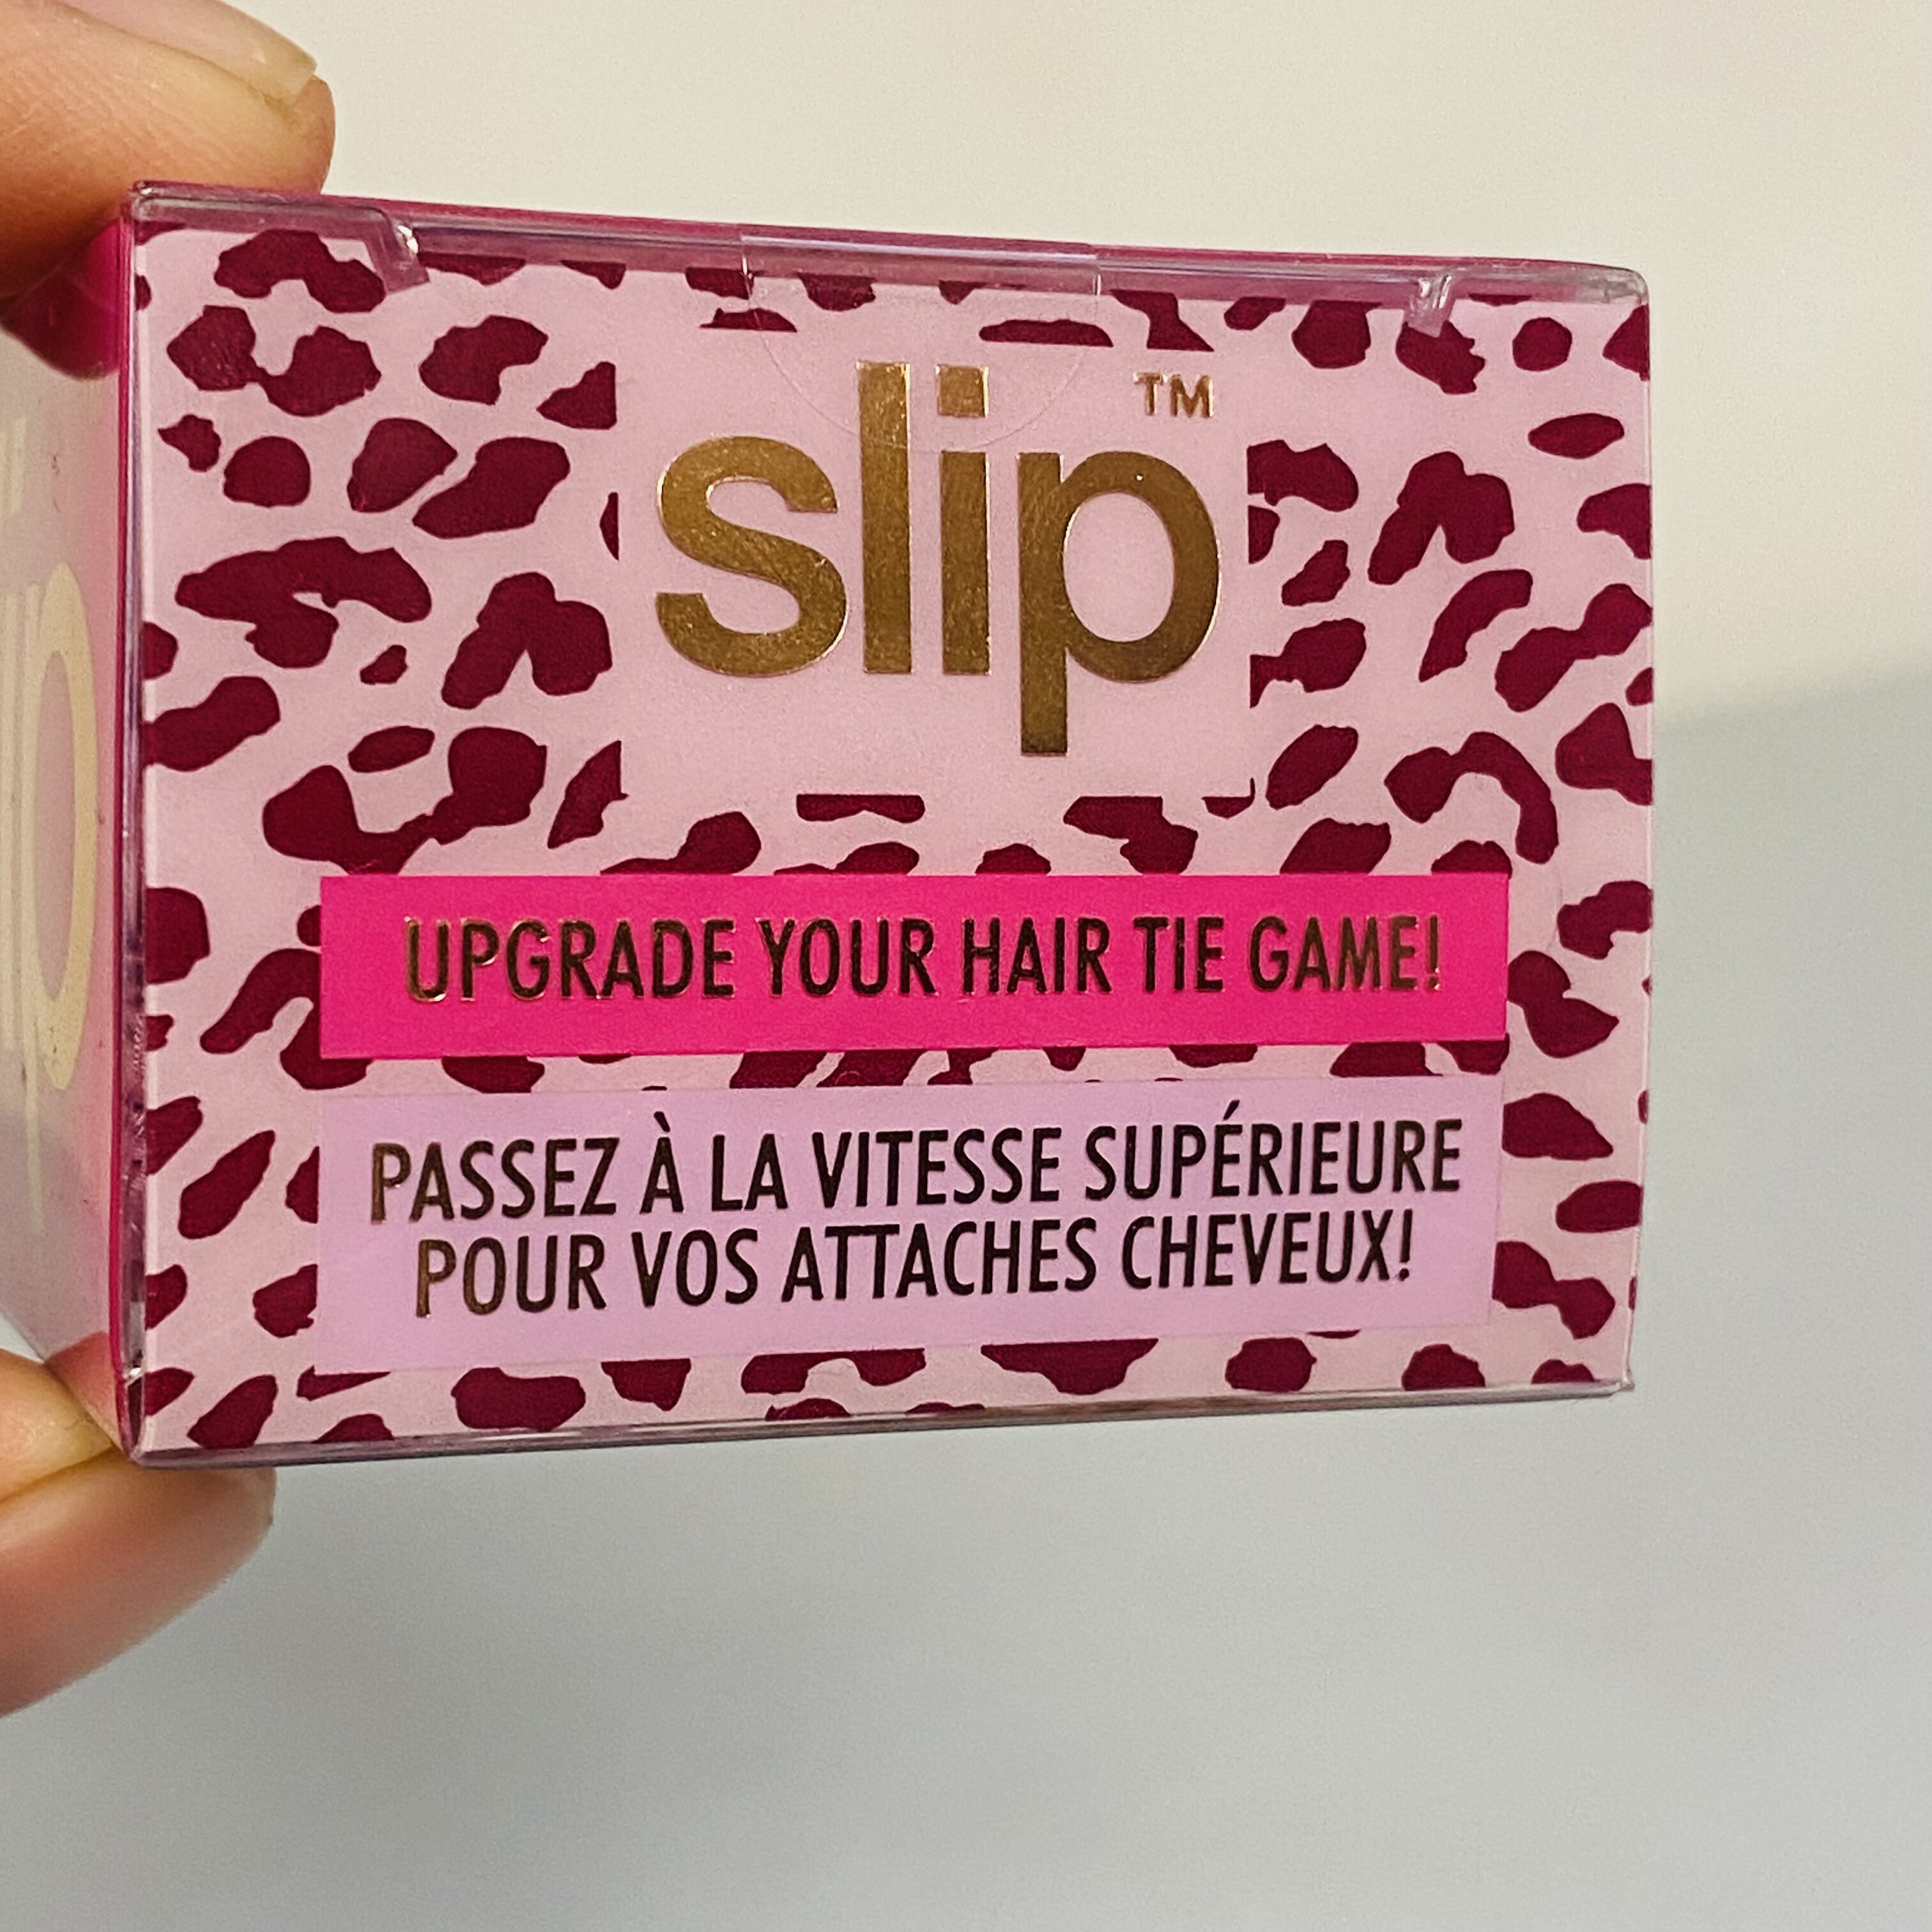 slip™
UPGRADE YOUR HAIR TIE GAME!
PASSEZ À LA VITESSE SUPÉRIEURE
POUR VOS ATTACHES CHEVEUX!